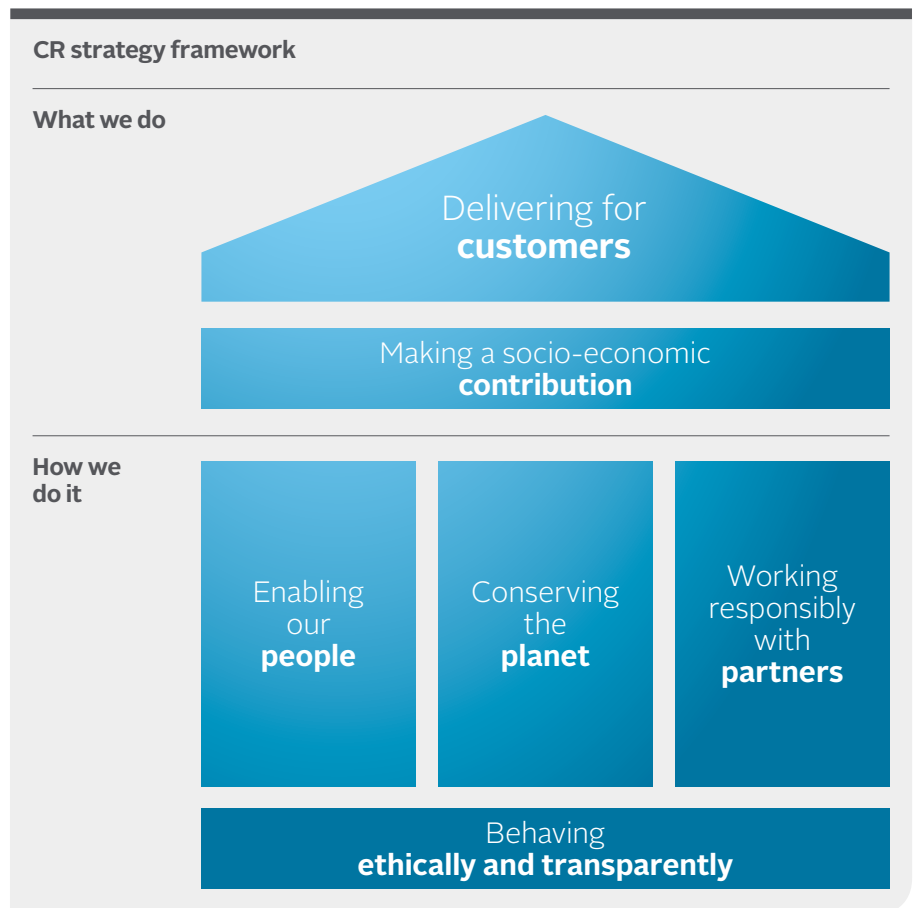 CR strategy framework
What we do
Delivering for
customers
Making a socio-economic
contribution
How we
do it
Enabling
our
people
Conserving
the
planet
Working
responsibly
with
partners
Behaving
ethically and transparently